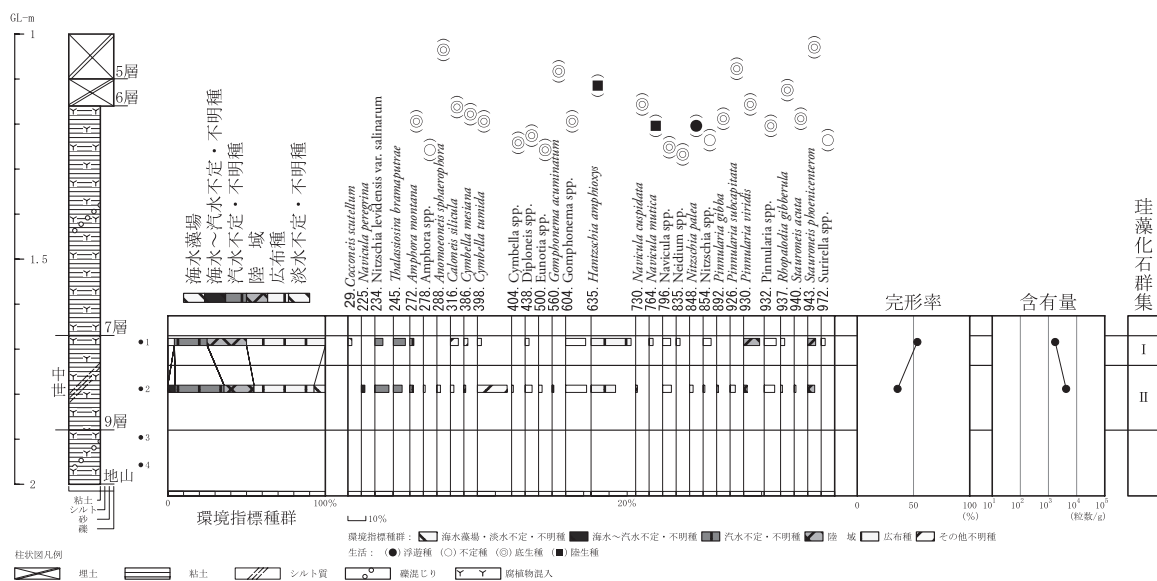 GL-m
1
1.5
2
5層
6層
7層
中世
9層
地山
粘土
シルト
砂
礫
海水藻場
海水～汽水不定・不明種
汽水不定・不明種
陸 域
広布種
淡水不定・不明種
29. Cocconeis scutellum
225. Navicula peregrina
234. Nitzschia levidensis var. salinarum
245. Thalassiosira bramaputrae
272. Amphora montana (◎)
278. Amphora spp. (○)
288. Anomoeneis sphaerophora (◎)
316. Caloneis silicula (◎)
386. Cymbella mesiana (◎)
398. Cymbella tumida (◎)
404. Cymbella spp. (◎)
438. Diploneis spp. (◎)
500. Eunotia spp. (◎)
560. Gomphonema acuminatum (◎)
604. Gomphonema spp. (◎)
635. Hantzschia amphioxys (■)
730. Navicula cuspidata (◎)
764. Navicula mutica (■)
796. Navicula spp. (◎)
835. Neidium spp. (◎)
848. Nitzschia palea (●)
854. Nitzschia spp. (○)
892. Pinnularia gibba (◎)
926. Pinnularia subcapitata (◎)
930. Pinnularia viridis (◎)
932. Pinnularia spp. (◎)
937. Rhopalodia gibberula (◎)
940. Stauroneis acuta (◎)
943. Stauroneis phoenicenteron (◎)
972. Surirella spp. (○)
完形率
含有量
珪藻化石群集
1
2
3
4
Ⅰ
Ⅱ
0
100%
環境指標種群
10%
20%
0 50 100
(%)
10¹ 10² 10³ 10⁴ 10⁵
(粒数/g)
環境指標種群： 海水藻場・淡水不定・不明種 海水～汽水不定・不明種 汽水不定・不明種 陸 域 広布種 その他不明種
生活：(●)浮遊種 (○)不定種 (◎)底生種 (■)陸生種
柱状図凡例
埋土 粘土 シルト質 礫混じり 腐植物混入